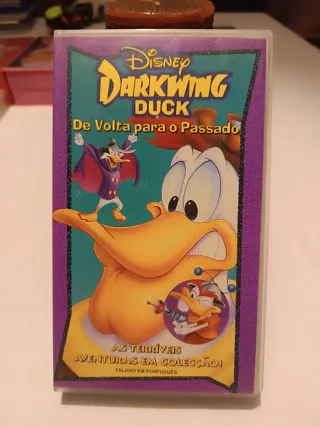 Disney
DARKWING
DUCK
De Volta para o Passado
AS TERRÍVEIS
AVENTURAS EM COLECÇÃO!
FALADO EM PORTUGUÊS